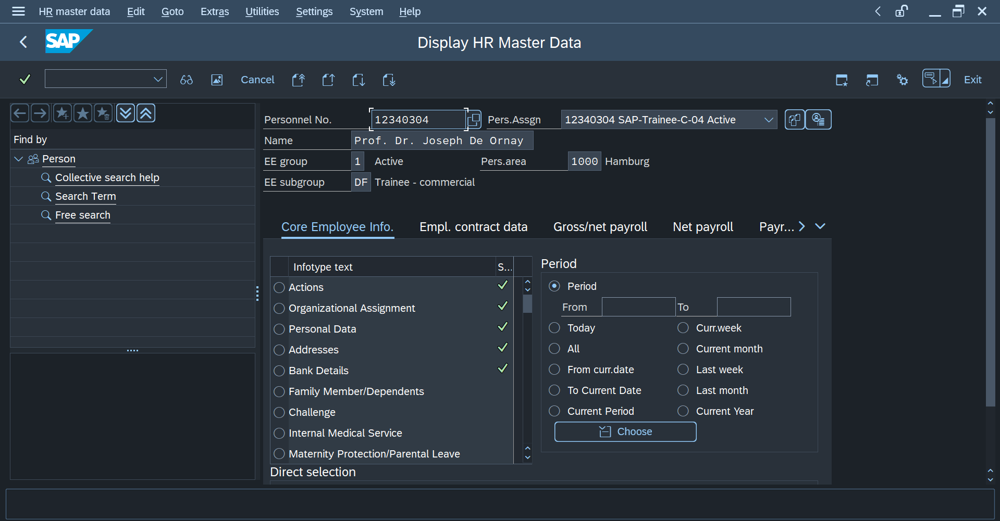 HR master data Edit Goto Extras Utilities Settings System Help
SAP Display HR Master Data
Cancel Exit
Find by
Person
Collective search help
Search Term
Free search
Personnel No. 12340304 Pers.Assgn 12340304 SAP-Trainee-C-04 Active
Name Prof. Dr. Joseph De Ornay
EE group 1 Active Pers.area 1000 Hamburg
EE subgroup DF Trainee - commercial
Core Employee Info. Empl. contract data Gross/net payroll Net payroll Payr...
Infotype text S...
Actions
Organizational Assignment
Personal Data
Addresses
Bank Details
Family Member/Dependents
Challenge
Internal Medical Service
Maternity Protection/Parental Leave
Period
Period
From To
Today Curr.week
All Current month
From curr.date Last week
To Current Date Last month
Current Period Current Year
Choose
Direct selection